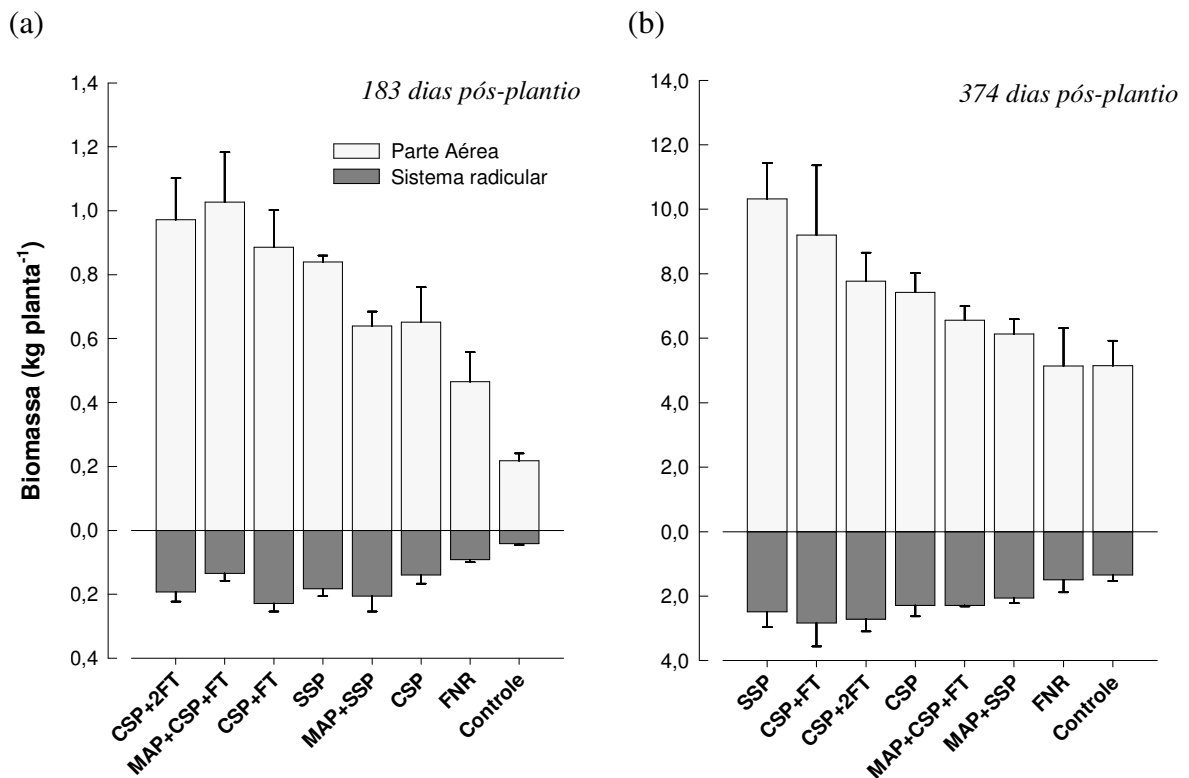 (a)
183 dias pós-plantio
Parte Aérea
Sistema radicular
Biomassa (kg planta⁻¹)
1,4
1,2
1,0
0,8
0,6
0,4
0,2
0,0
0,2
0,4
CSP+2FT
MAP+CSP+FT
CSP+FT
SSP
MAP+SSP
CSP
FNR
Controle
(b)
374 dias pós-plantio
14,0
12,0
10,0
8,0
6,0
4,0
2,0
0,0
2,0
4,0
SSP
CSP+FT
CSP+2FT
CSP
MAP+CSP+FT
MAP+SSP
FNR
Controle